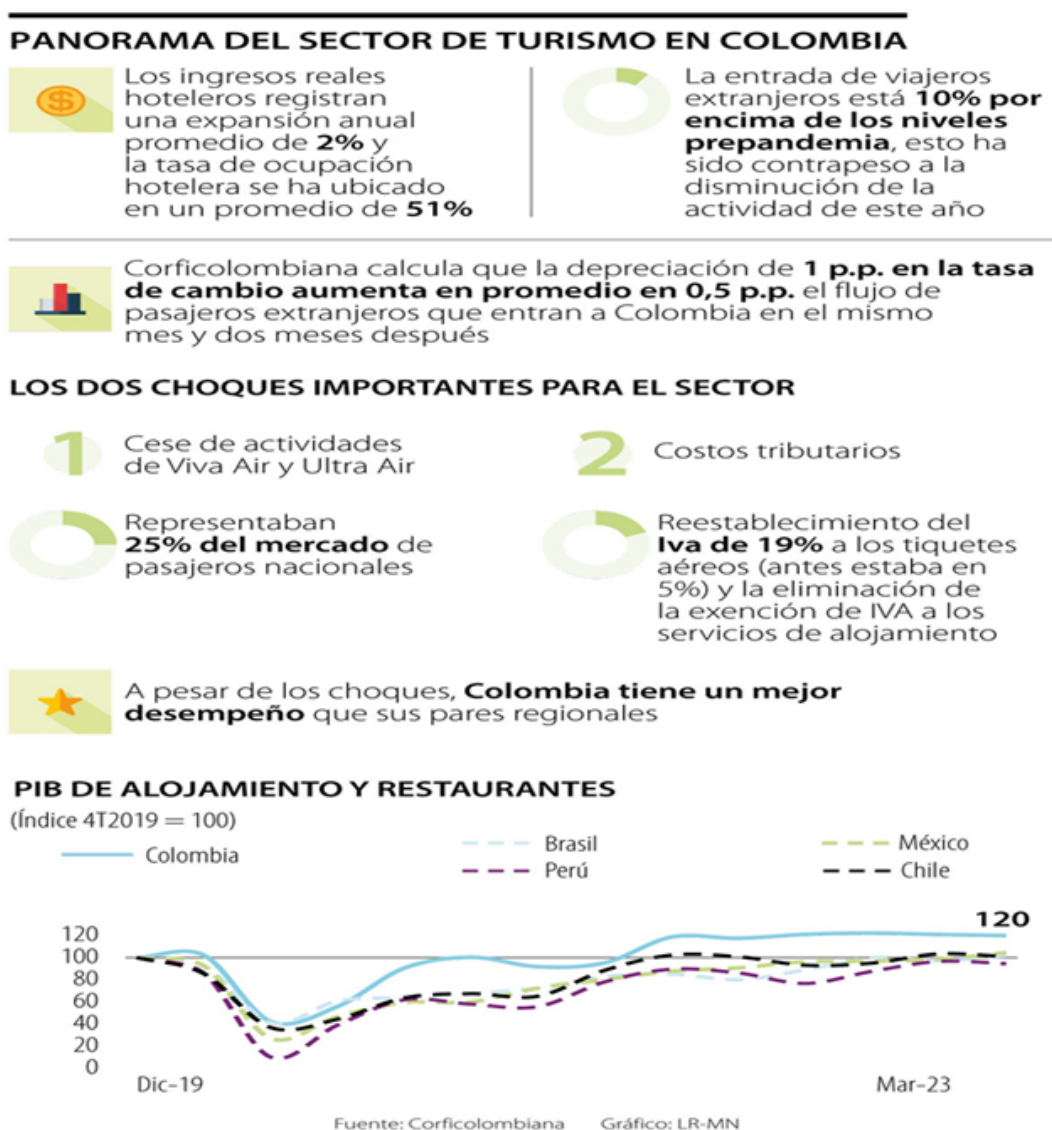 PANORAMA DEL SECTOR DE TURISMO EN COLOMBIA
Los ingresos reales
hoteleros registran
una expansión anual
promedio de 2% y
la tasa de ocupación
hotelera se ha ubicado
en un promedio de 51%
La entrada de viajeros
extranjeros está 10% por
encima de los niveles
prepandemia, esto ha
sido contrapeso a la
disminución de la
actividad de este año
Corficolombiana calcula que la depreciación de 1 p.p. en la tasa
de cambio aumenta en promedio en 0,5 p.p. el flujo de
pasajeros extranjeros que entran a Colombia en el mismo
mes y dos meses después
LOS DOS CHOQUES IMPORTANTES PARA EL SECTOR
1
Cese de actividades
de Viva Air y Ultra Air
Representaban
25% del mercado de
pasajeros nacionales
2
Costos tributarios
Reestablecimiento del
Iva de 19% a los tiquetes
aéreos (antes estaba en
5%) y la eliminación de
la exención de IVA a los
servicios de alojamiento
A pesar de los choques, Colombia tiene un mejor
desempeño que sus pares regionales
PIB DE ALOJAMIENTO Y RESTAURANTES
(Índice 4T2019 = 100)
Colombia
Brasil
México
Perú
Chile
120
120
100
80
60
40
20
0
Dic-19
Mar-23
Fuente: Corficolombiana Gráfico: LR-MN